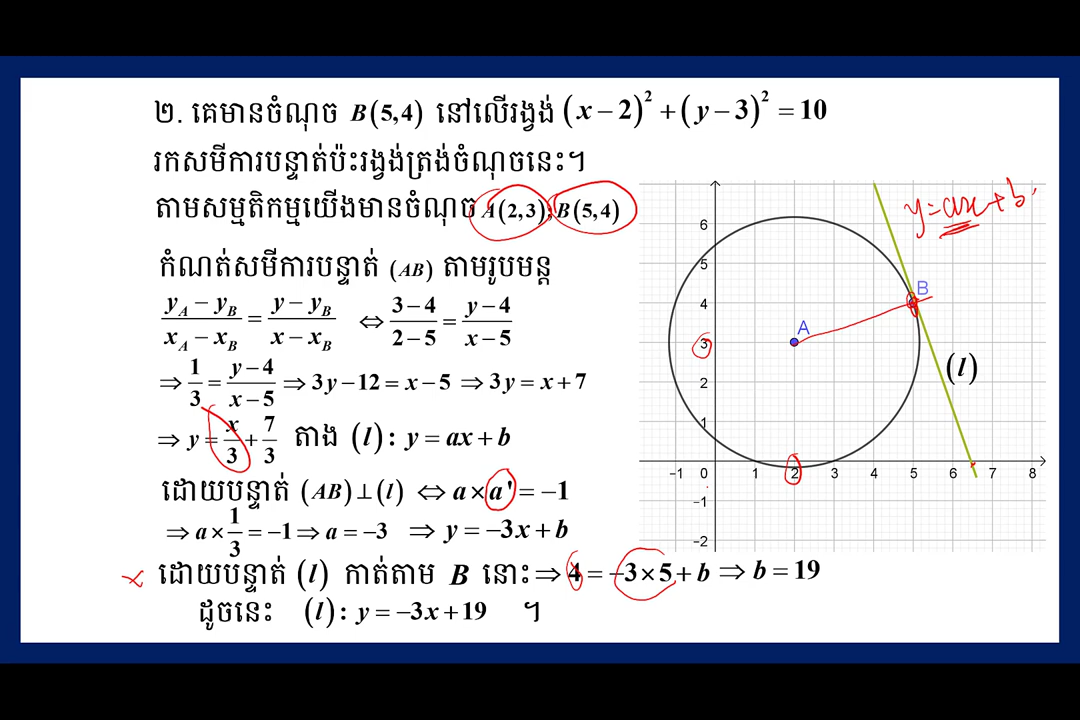 ២. គេមានចំណុច B(5,4) នៅលើរង្វង់ (x−2)² + (y−3)² = 10
រកសមីការបន្ទាត់ប៉ះរង្វង់ត្រង់ចំណុចនេះ។
តាមសម្មតិកម្មយើងមានចំណុច A(2,3); B(5,4)
កំណត់សមីការបន្ទាត់ (AB) តាមរូបមន្ត
(y_A − y_B)/(x_A − x_B) = (y − y_B)/(x − x_B) ⇔ (3−4)/(2−5) = (y−4)/(x−5)
⇒ 1/3 = (y−4)/(x−5) ⇒ 3y−12 = x−5 ⇒ 3y = x+7
⇒ y = x/3 + 7/3 តាង (l): y = ax + b
ដោយបន្ទាត់ (AB) ⊥ (l) ⇔ a × a' = −1
⇒ a × 1/3 = −1 ⇒ a = −3 ⇒ y = −3x + b
ដោយបន្ទាត់ (l) កាត់តាម B នោះ ⇒ 4 = −3×5 + b ⇒ b = 19
ដូចនេះ (l): y = −3x + 19 ។
y = ax + b
6
5
4
3
2
1
−1 0 1 2 3 4 5 6 7 8
−1
−2
A
B
(l)